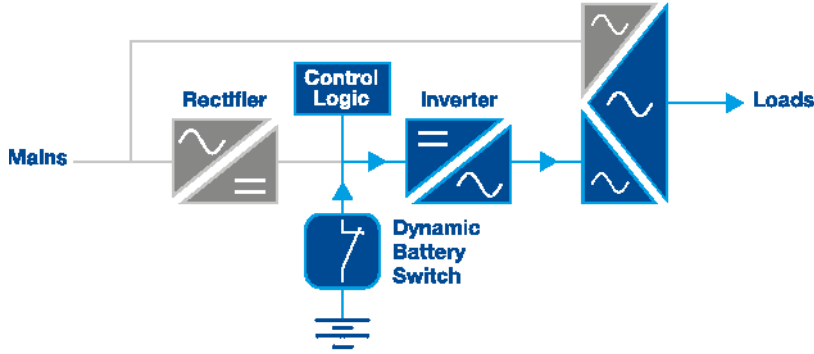 Control
Logic
Rectifier
Inverter
Loads
Mains
Dynamic
Battery
Switch